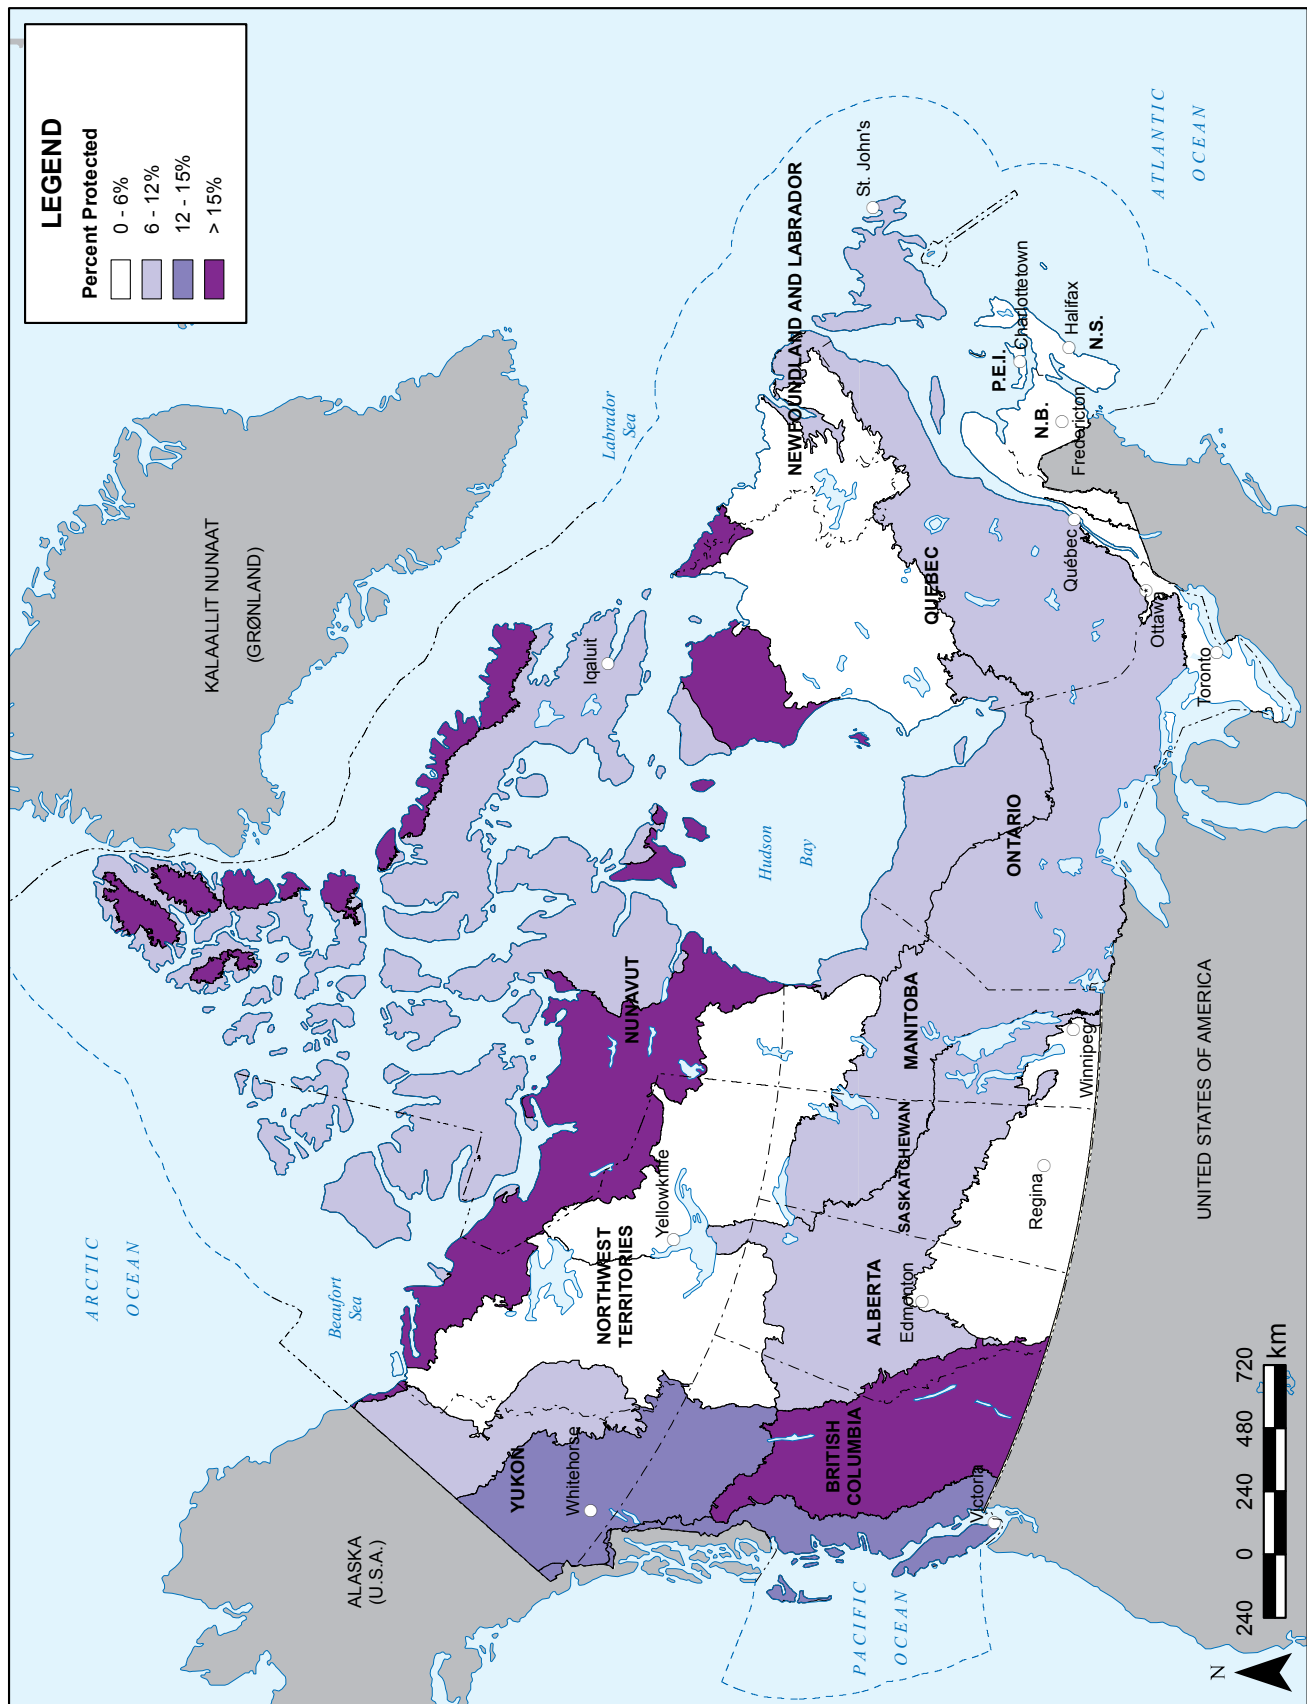 LEGEND
Percent Protected
0 - 6%
6 - 12%
12 - 15%
> 15%
KALAALLIT NUNAAT
(GRØNLAND)
ARCTIC
OCEAN
Beaufort
Sea
ALASKA
(U.S.A.)
Labrador
Sea
Iqaluit
NUNAVUT
YUKON
Whitehorse
NORTHWEST
TERRITORIES
Yellowknife
Hudson
Bay
NEWFOUNDLAND AND LABRADOR
St. John's
BRITISH
COLUMBIA
Victoria
ALBERTA
Edmonton
SASKATCHEWAN
Regina
MANITOBA
Winnipeg
ONTARIO
Toronto
Ottawa
QUEBEC
Québec
N.B.
Fredericton
P.E.I.
Charlottetown
Halifax
N.S.
ATLANTIC
OCEAN
PACIFIC
OCEAN
UNITED STATES OF AMERICA
N
240 0 240 480 720
km